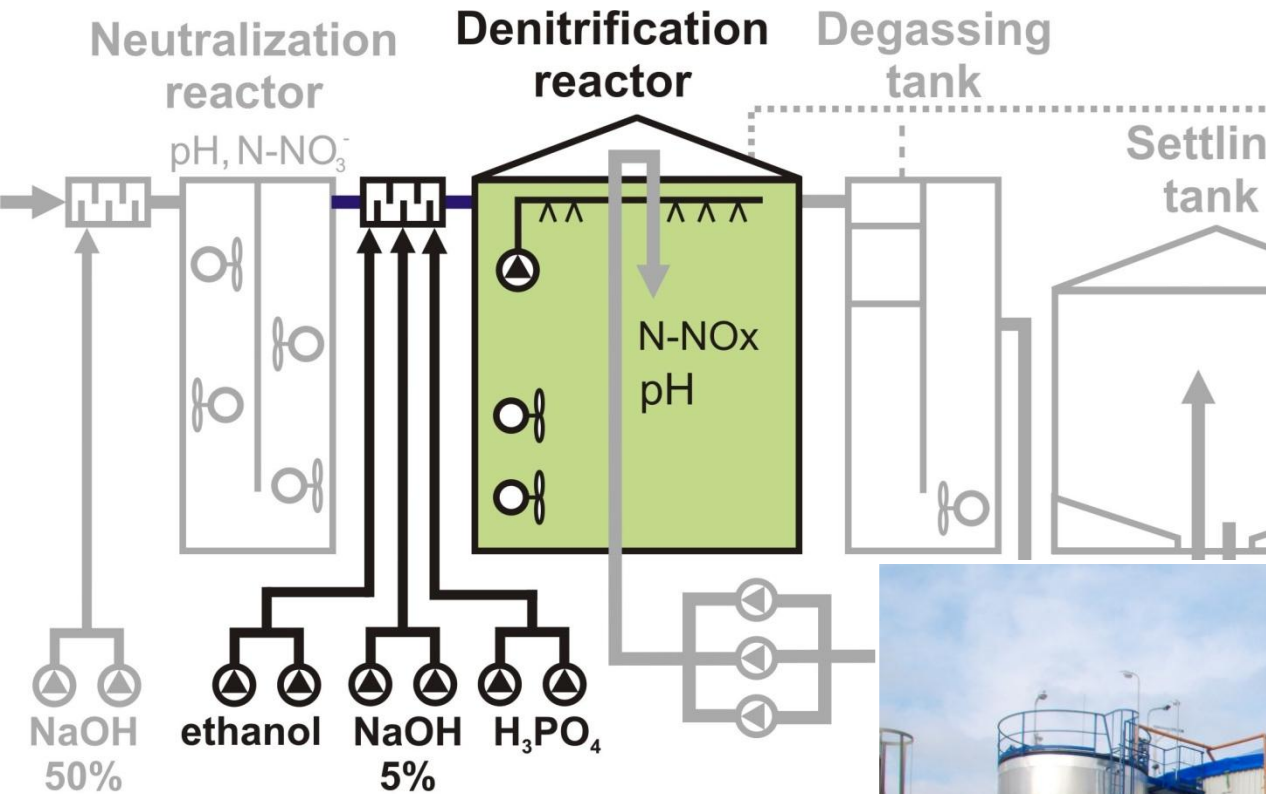 Neutralization
reactor
pH, N-NO₃⁻
Denitrification
reactor
Degassing
tank
Settlin
tank
N-NOx
pH
NaOH
50%
ethanol
NaOH
5%
H₃PO₄